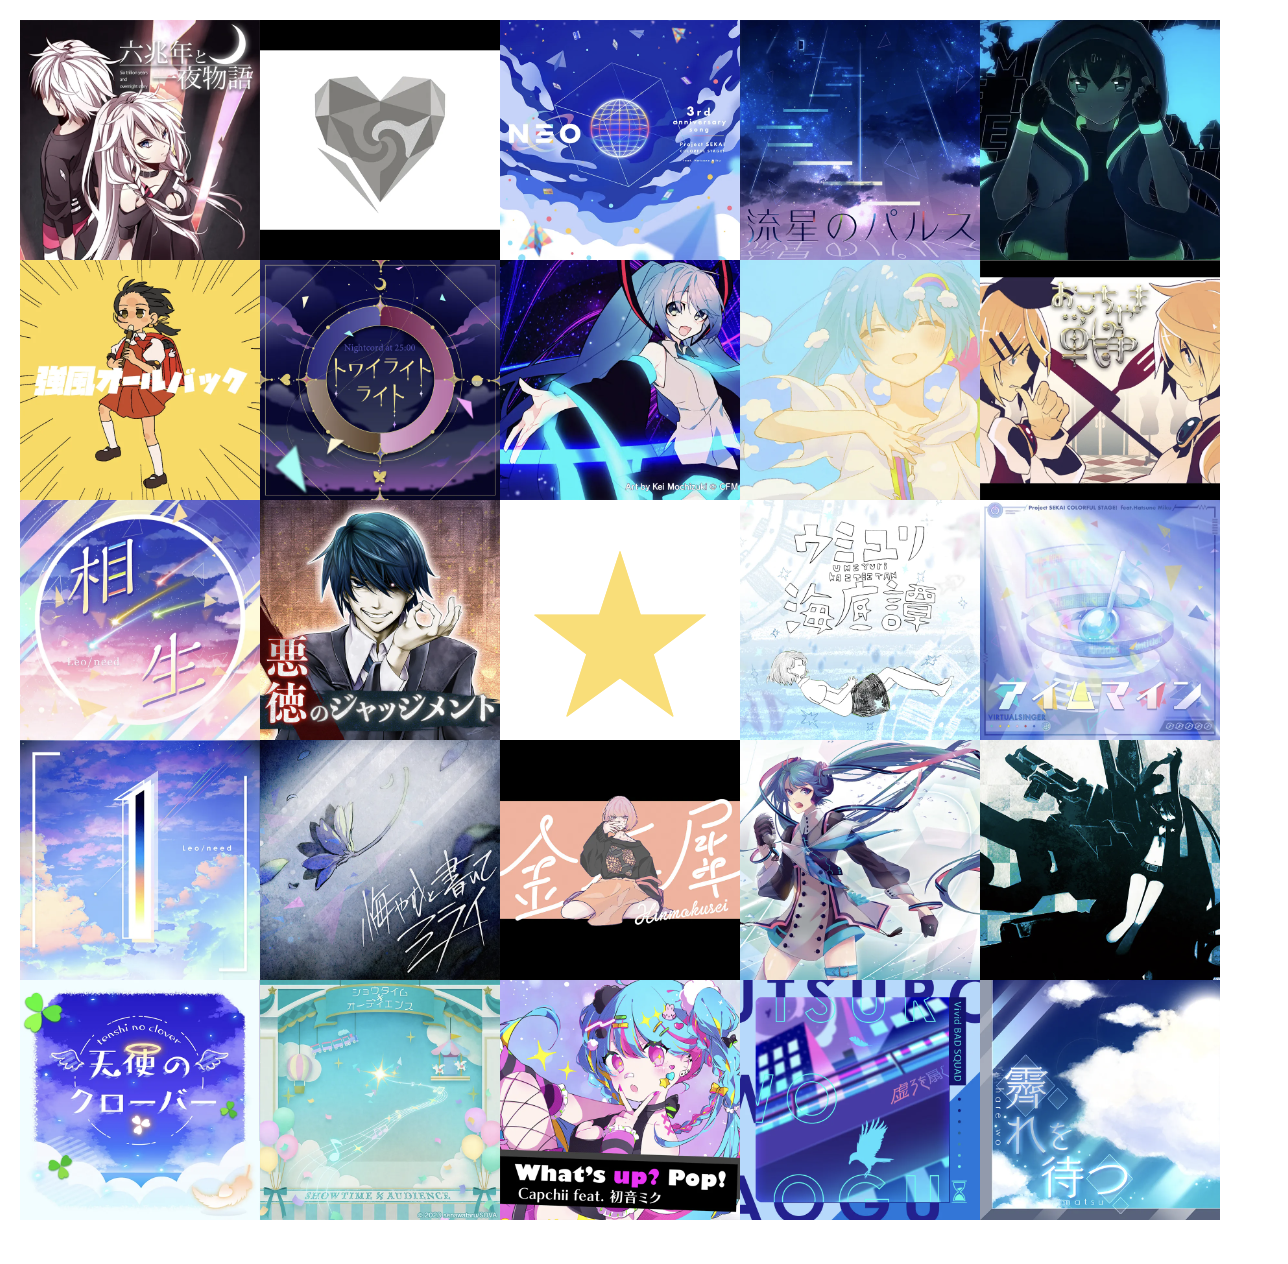 六兆年と
一夜物語
NEO
3rd
anniversary
song
Project SEKAI
流星のパルス
強風オールバック
Nightcord at 25:00
トワイライト
ライト
Art by Kei Mochizuki © CFM
おこちゃま
戦争
相
生
Leo/need
悪
徳のジャッジメント
ウミユリ
UMIYURI
KAITEITAN
海底譚
Project SEKAI COLORFUL STAGE! feat.Hatsune Miku
アイムマイン
VIRTUAL SINGER
1
Leo/need
悔やむと書いて
ミライ
金木犀
Kinmokusei
tenshi no clover
天使の
クローバー
ショウタイム
オーディエンス
SHOWTIME & AUDIENCE
What's up? Pop!
Capchii feat. 初音ミク
UTSURO
WO
AOGU
Vivid BAD SQUAD
虚ろを扇ぐ
霽れを
待つ
hare wo
matsu